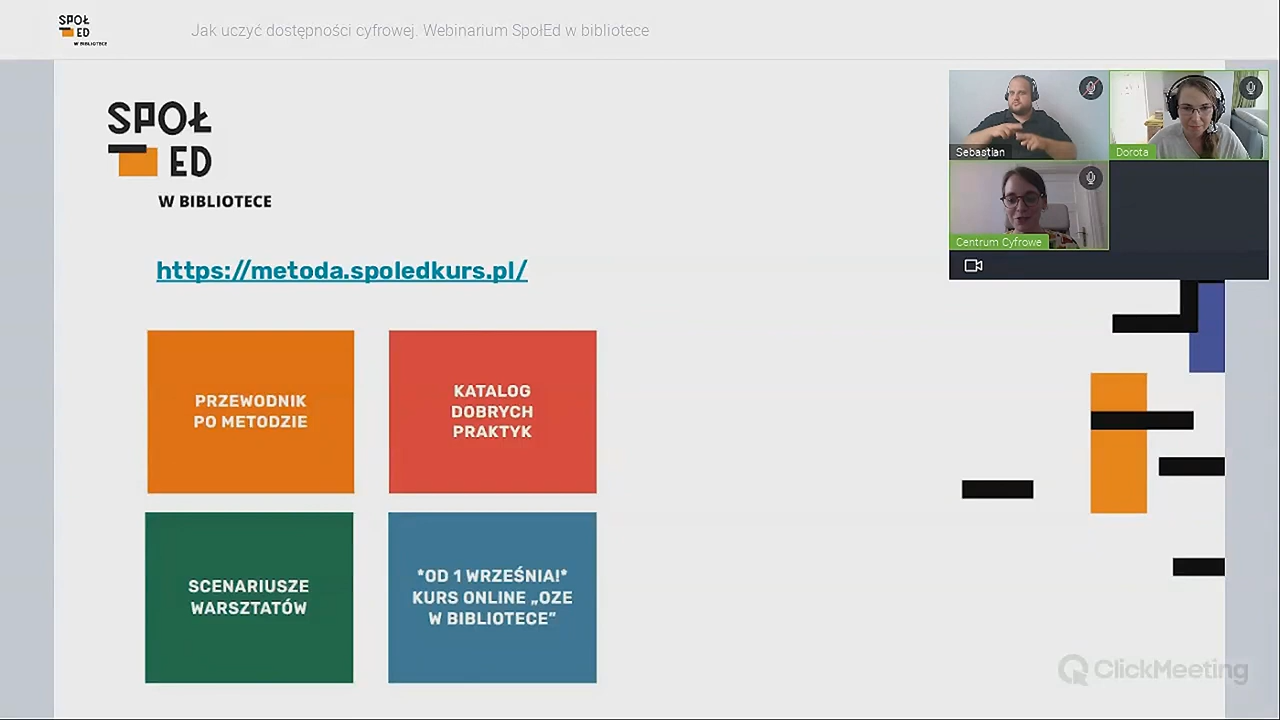 SPOŁ
ED
W BIBLIOTECE
Jak uczyć dostępności cyfrowej. Webinarium SpołEd w bibliotece
SPOŁ
ED
W BIBLIOTECE
Sebastian
Dorota
Centrum Cyfrowe
https://metoda.spoledkurs.pl/
PRZEWODNIK
PO METODZIE
KATALOG
DOBRYCH
PRAKTYK
SCENARIUSZE
WARSZTATÓW
*OD 1 WRZEŚNIA!*
KURS ONLINE „OZE
W BIBLIOTECE”
ClickMeeting